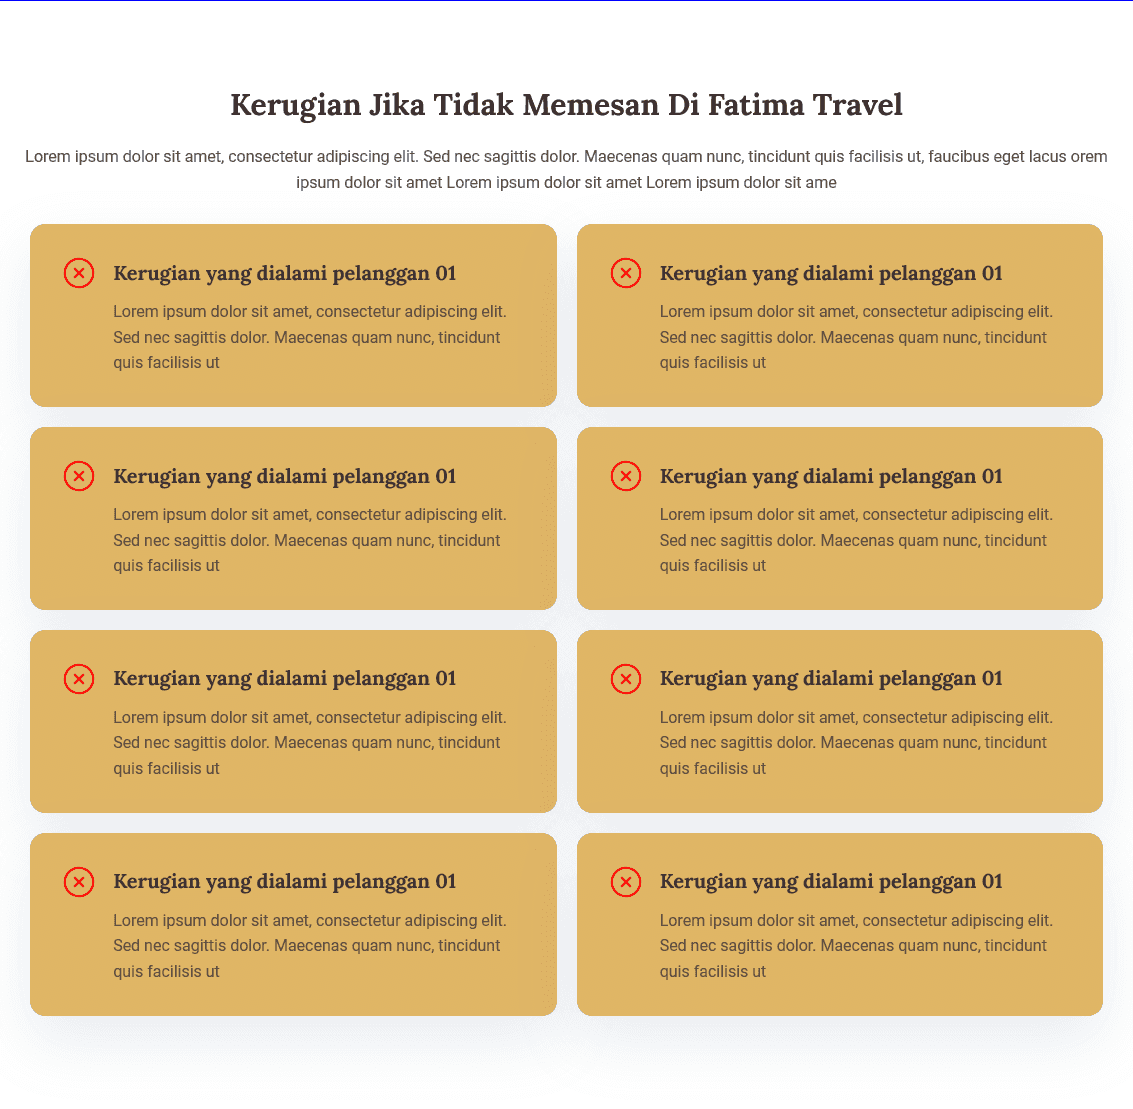 Kerugian Jika Tidak Memesan Di Fatima Travel
Lorem ipsum dolor sit amet, consectetur adipiscing elit. Sed nec sagittis dolor. Maecenas quam nunc, tincidunt quis facilisis ut, faucibus eget lacus orem
ipsum dolor sit amet Lorem ipsum dolor sit amet Lorem ipsum dolor sit ame
Kerugian yang dialami pelanggan 01
Lorem ipsum dolor sit amet, consectetur adipiscing elit.
Sed nec sagittis dolor. Maecenas quam nunc, tincidunt
quis facilisis ut
Kerugian yang dialami pelanggan 01
Lorem ipsum dolor sit amet, consectetur adipiscing elit.
Sed nec sagittis dolor. Maecenas quam nunc, tincidunt
quis facilisis ut
Kerugian yang dialami pelanggan 01
Lorem ipsum dolor sit amet, consectetur adipiscing elit.
Sed nec sagittis dolor. Maecenas quam nunc, tincidunt
quis facilisis ut
Kerugian yang dialami pelanggan 01
Lorem ipsum dolor sit amet, consectetur adipiscing elit.
Sed nec sagittis dolor. Maecenas quam nunc, tincidunt
quis facilisis ut
Kerugian yang dialami pelanggan 01
Lorem ipsum dolor sit amet, consectetur adipiscing elit.
Sed nec sagittis dolor. Maecenas quam nunc, tincidunt
quis facilisis ut
Kerugian yang dialami pelanggan 01
Lorem ipsum dolor sit amet, consectetur adipiscing elit.
Sed nec sagittis dolor. Maecenas quam nunc, tincidunt
quis facilisis ut
Kerugian yang dialami pelanggan 01
Lorem ipsum dolor sit amet, consectetur adipiscing elit.
Sed nec sagittis dolor. Maecenas quam nunc, tincidunt
quis facilisis ut
Kerugian yang dialami pelanggan 01
Lorem ipsum dolor sit amet, consectetur adipiscing elit.
Sed nec sagittis dolor. Maecenas quam nunc, tincidunt
quis facilisis ut